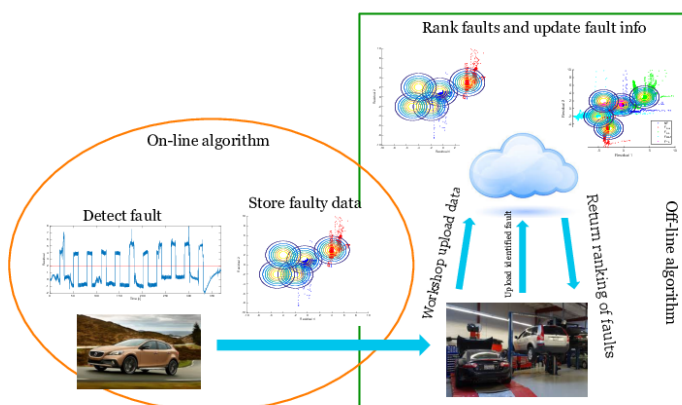 Rank faults and update fault info
On-line algorithm
Detect fault
Store faulty data
Workshop upload data
Upload identified fault
Return ranking of faults
Off-line algorithm